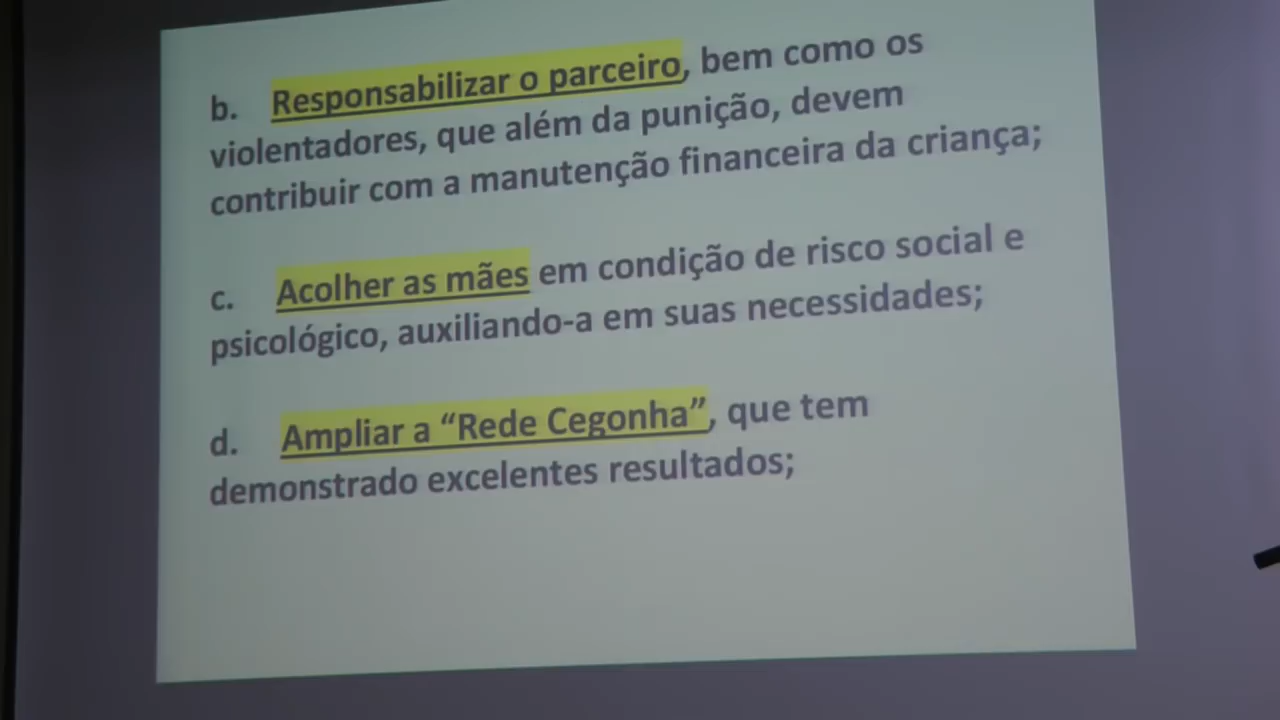 b. Responsabilizar o parceiro, bem como os
violentadores, que além da punição, devem
contribuir com a manutenção financeira da criança;
c. Acolher as mães em condição de risco social e
psicológico, auxiliando-a em suas necessidades;
d. Ampliar a “Rede Cegonha”, que tem
demonstrado excelentes resultados;